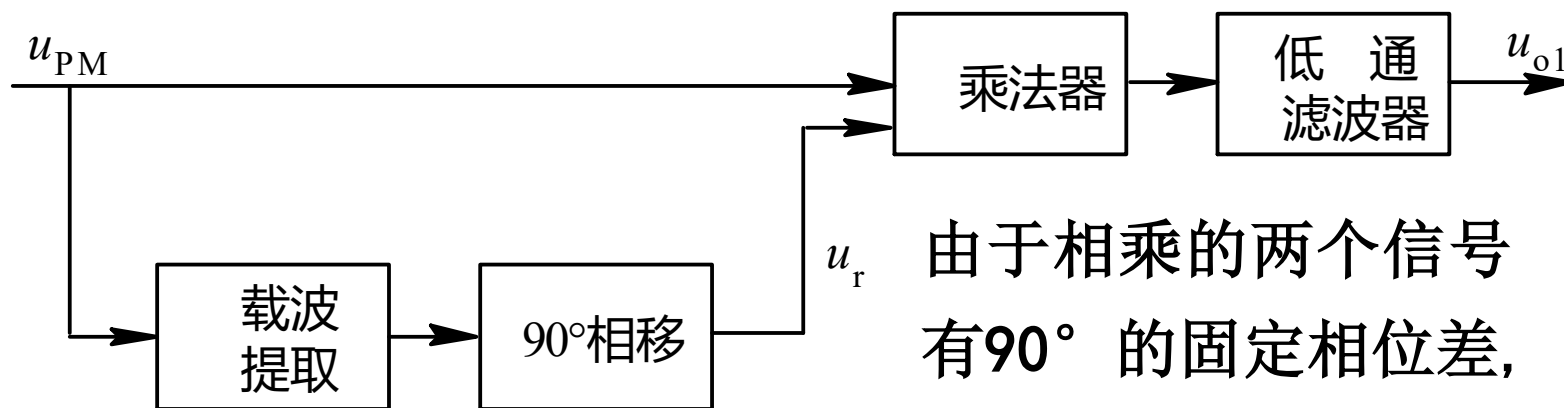 u_PM
乘法器
低 通
滤波器
u_o1
载波
提取
90°相移
u_r
由于相乘的两个信号
有90° 的固定相位差,